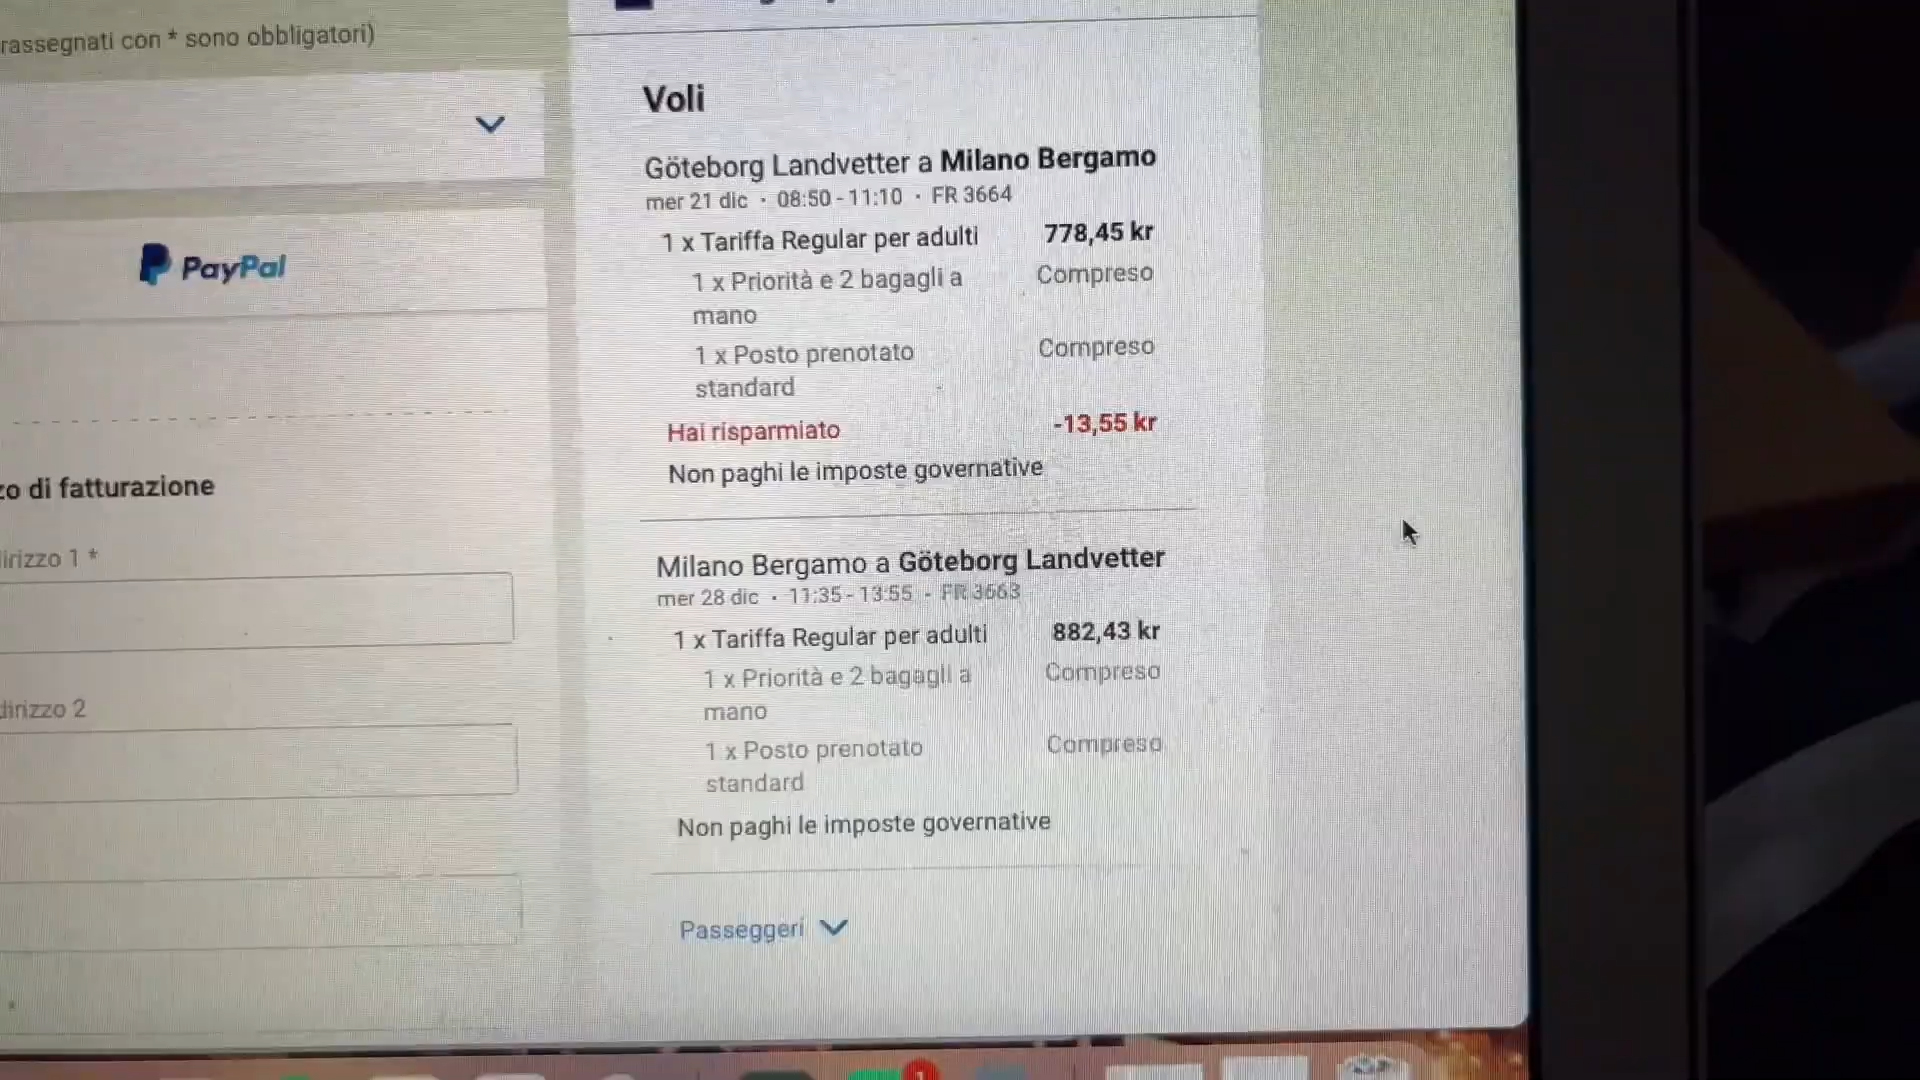 rassegnati con * sono obbligatori)
PayPal
zo di fatturazione
irizzo 1 *
dirizzo 2
*
Voli
Göteborg Landvetter a Milano Bergamo
mer 21 dic · 08:50 - 11:10 · FR 3664
1 x Tariffa Regular per adulti 778,45 kr
1 x Priorità e 2 bagagli a Compreso
mano
1 x Posto prenotato Compreso
standard
Hai risparmiato -13,55 kr
Non paghi le imposte governative
Milano Bergamo a Göteborg Landvetter
mer 28 dic · 11:35 - 13:55 - FR 3663
1 x Tariffa Regular per adulti 882,43 kr
1 x Priorità e 2 bagagli a Compreso
mano
1 x Posto prenotato Compreso
standard
Non paghi le imposte governative
Passeggeri
1